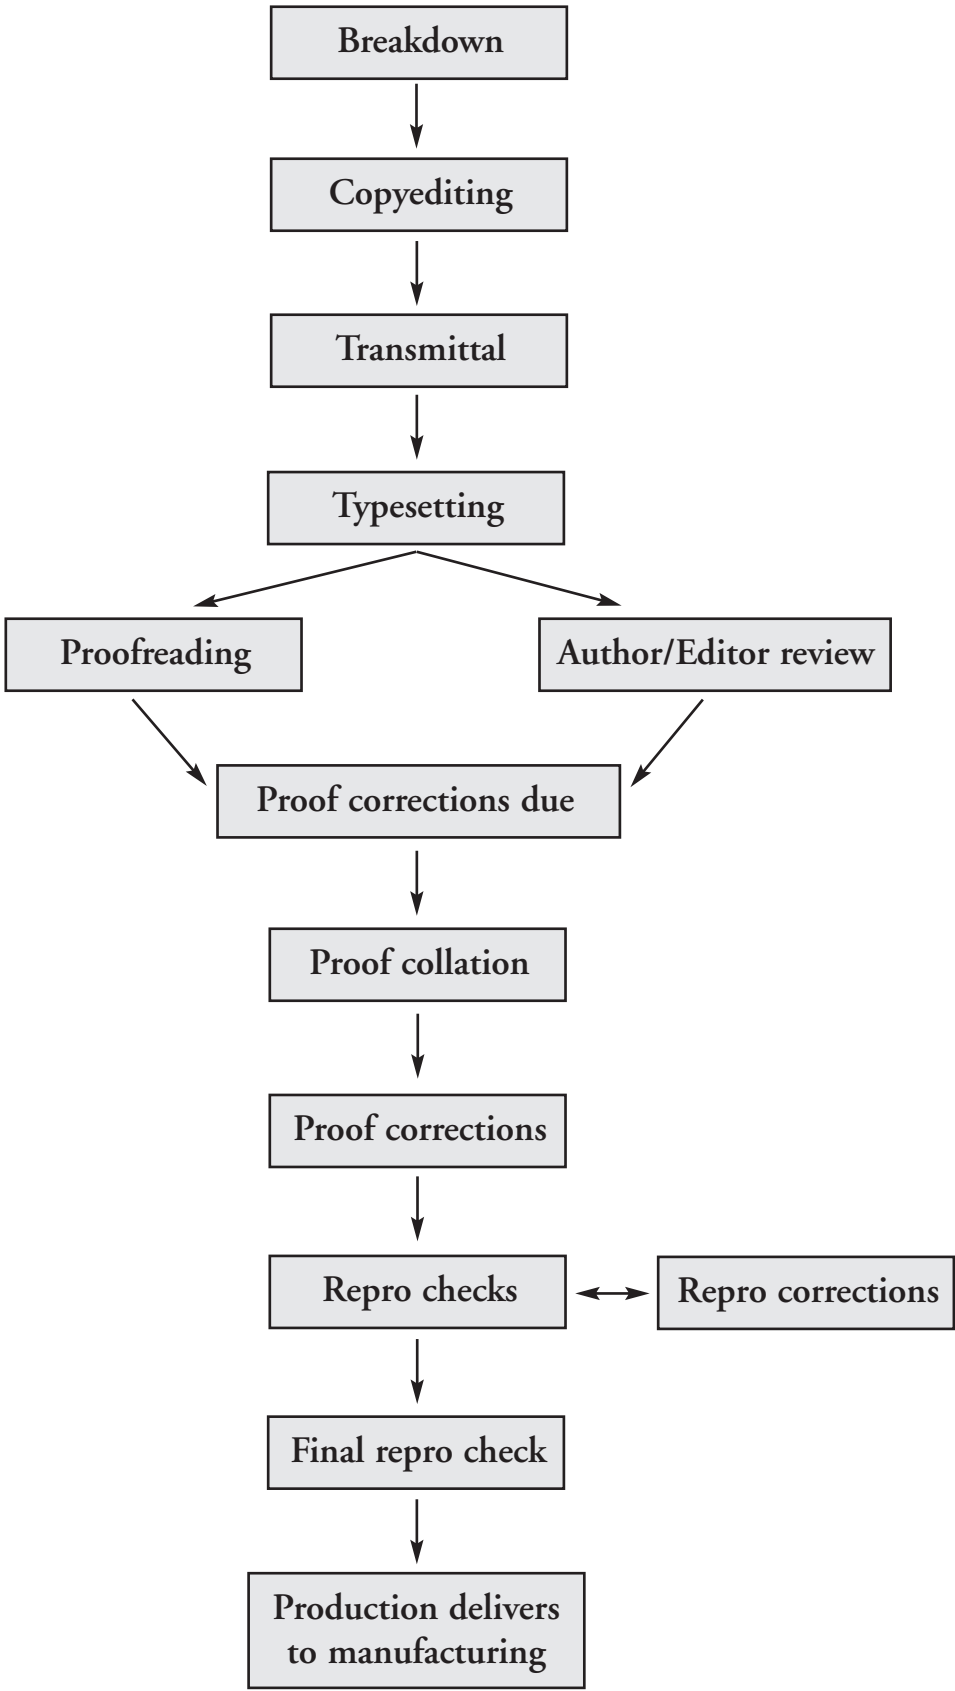 Breakdown
Copyediting
Transmittal
Typesetting
Proofreading
Author/Editor review
Proof corrections due
Proof collation
Proof corrections
Repro checks
Repro corrections
Final repro check
Production delivers
to manufacturing